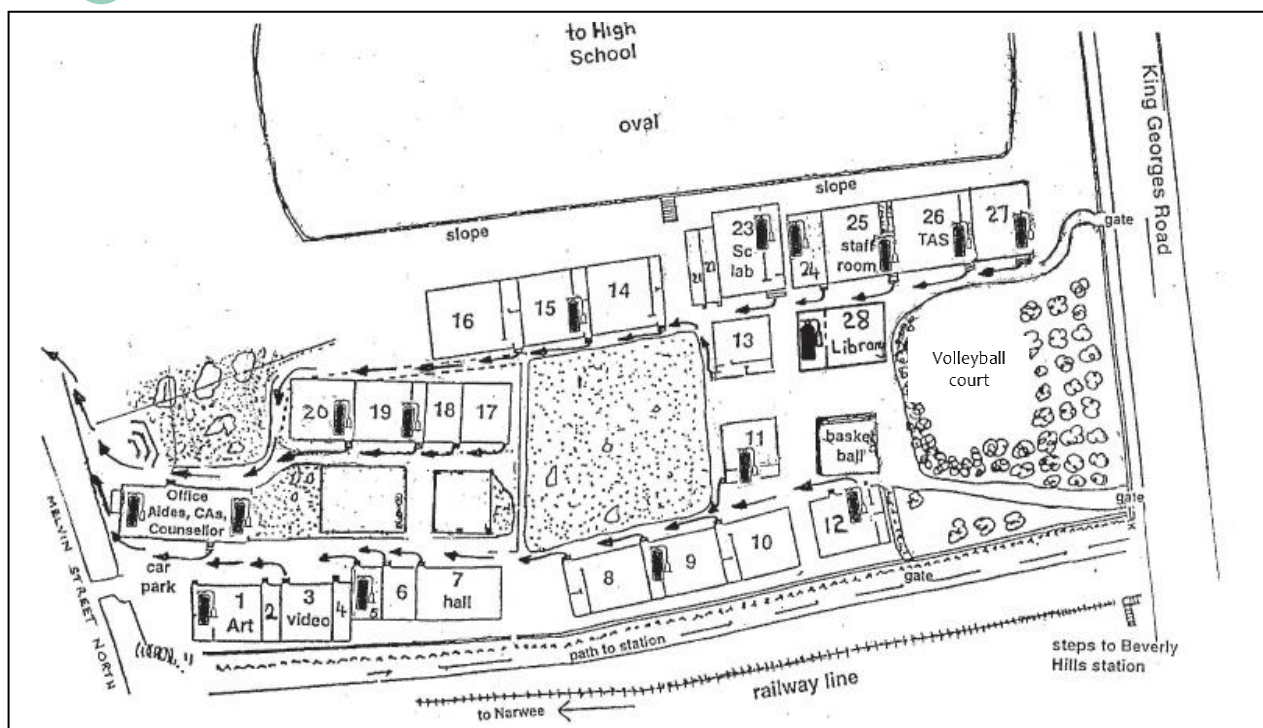 to High
School
oval
slope
slope
King Georges Road
gate
23
Sc
lab
24
25
staff
room
26
TAS
27
16
15
14
21
22
13
28
Library
Volleyball
court
20
19
18
17
11
basket
ball
Office
Aides, CAs,
Counsellor
12
gate
MELVIN STREET NORTH
car
park
8
9
10
gate
1
Art
2
3
video
4
5
6
7
hall
path to station
steps to Beverly
Hills station
railway line
to Narwee